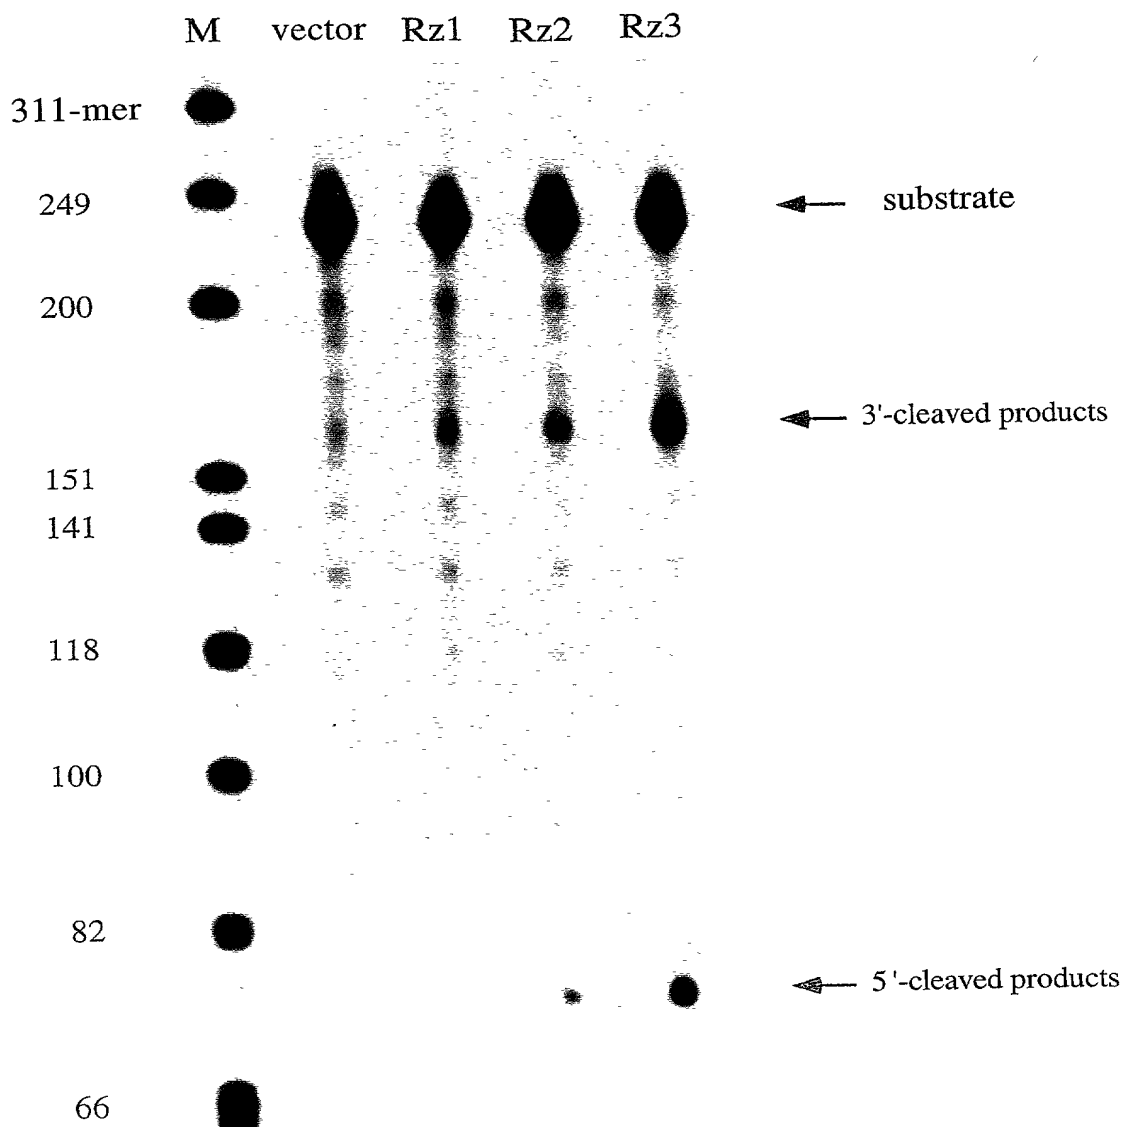 M vector Rz1 Rz2 Rz3
311-mer
249 substrate
200
3'-cleaved products
151
141
118
100
82
5'-cleaved products
66